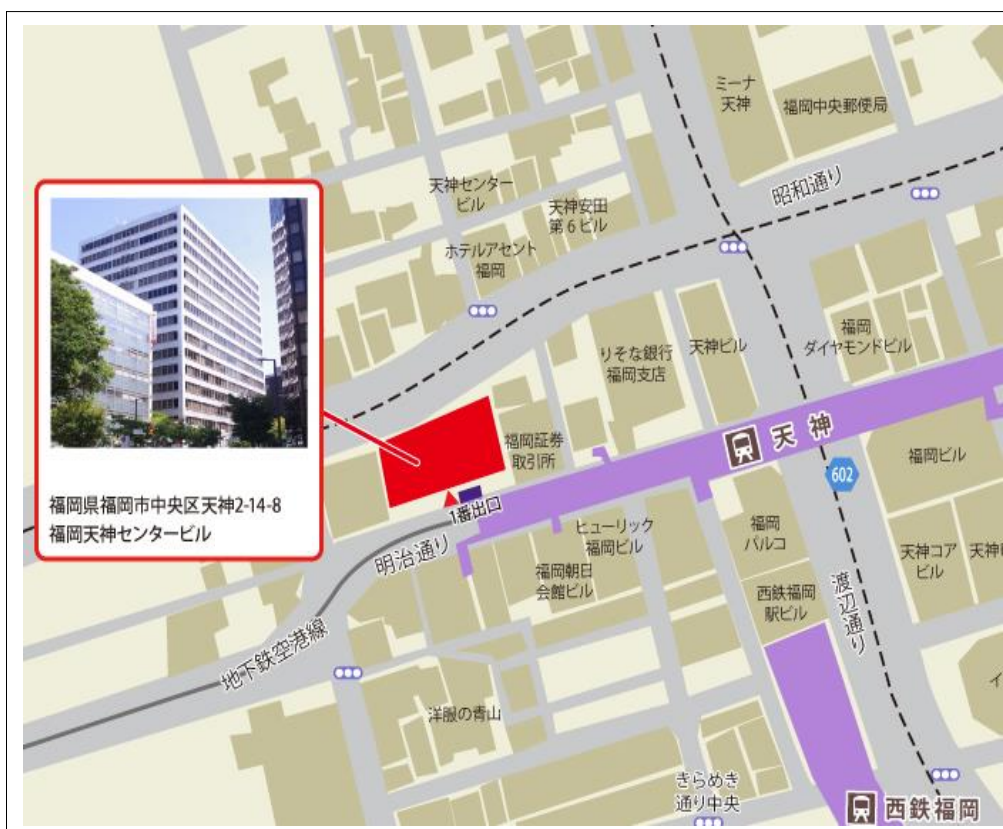 ミーナ
天神
福岡中央郵便局
昭和通り
天神センター
ビル
天神安田
第6ビル
ホテルアセント
福岡
りそな銀行
福岡支店
天神ビル
福岡
ダイヤモンドビル
天神
福岡証券
取引所
602
福岡ビル
福岡県福岡市中央区天神2-14-8
福岡天神センタービル
1番出口
明治通り
ヒューリック
福岡ビル
福岡朝日
会館ビル
福岡
パルコ
天神コア
ビル
天神
西鉄福岡
駅ビル
渡辺通り
地下鉄空港線
イ
洋服の青山
きらめき
通り中央
西鉄福岡